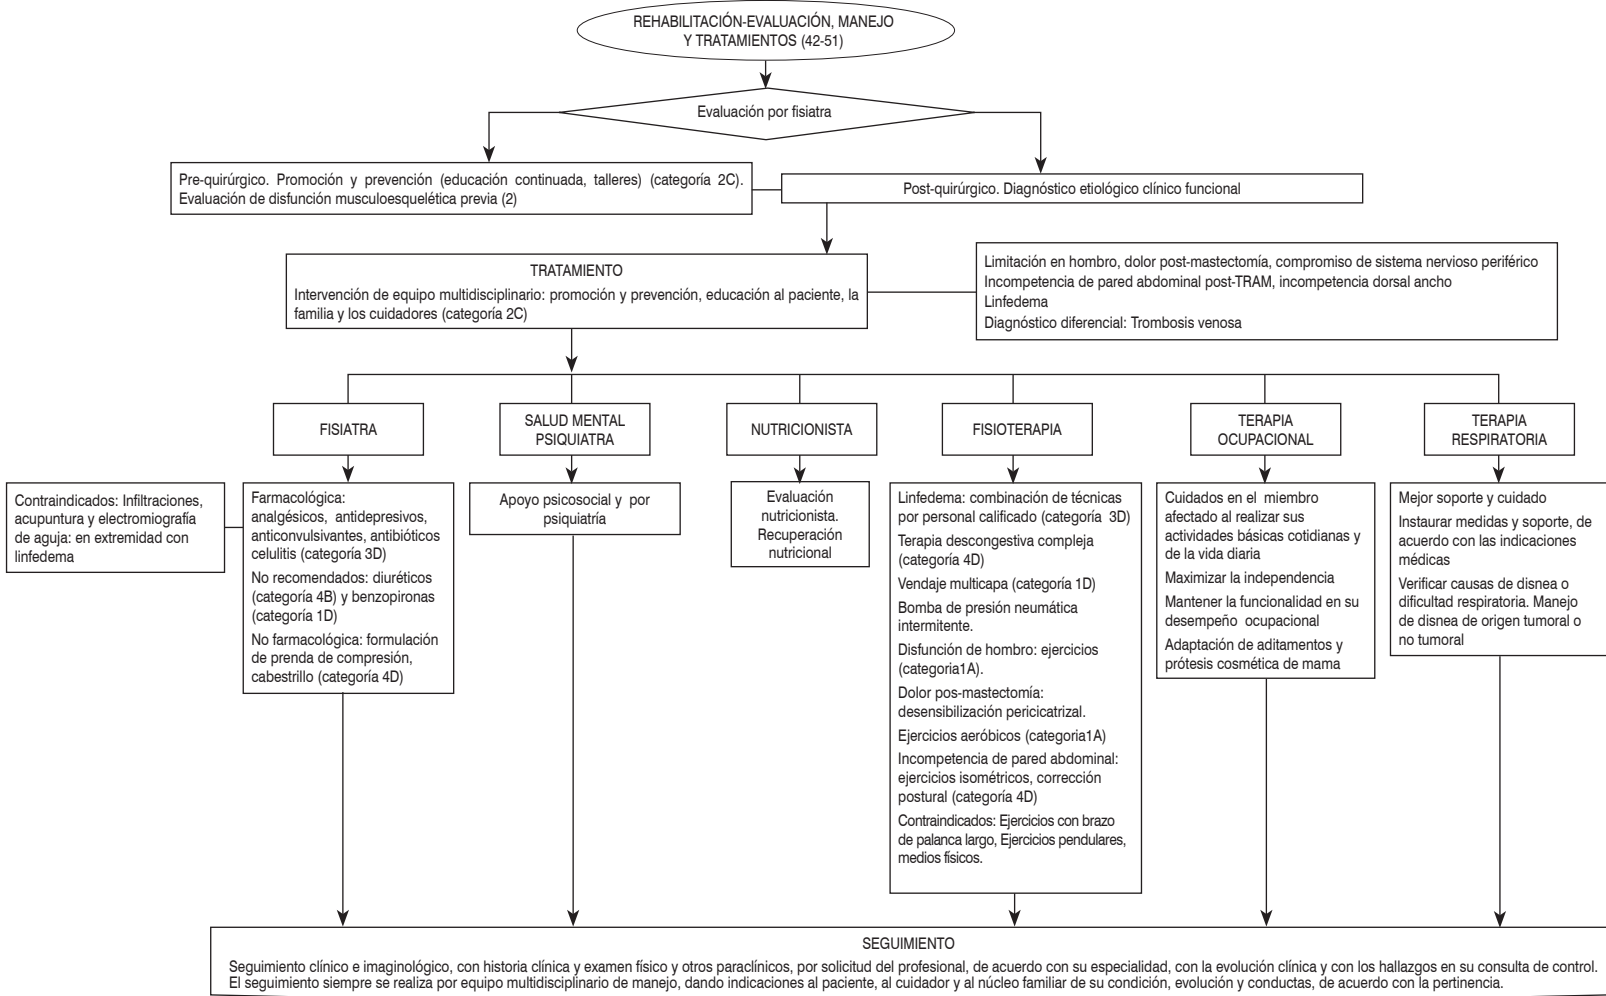 REHABILITACIÓN-EVALUACIÓN, MANEJO
Y TRATAMIENTOS (42-51)
Evaluación por fisiatra
Pre-quirúrgico. Promoción y prevención (educación continuada, talleres) (categoría 2C).
Evaluación de disfunción musculoesquelética previa (2)
Post-quirúrgico. Diagnóstico etiológico clínico funcional
TRATAMIENTO
Intervención de equipo multidisciplinario: promoción y prevención, educación al paciente, la
familia y los cuidadores (categoría 2C)
Limitación en hombro, dolor post-mastectomía, compromiso de sistema nervioso periférico
Incompetencia de pared abdominal post-TRAM, incompetencia dorsal ancho
Linfedema
Diagnóstico diferencial: Trombosis venosa
FISIATRA
SALUD MENTAL
PSIQUIATRA
NUTRICIONISTA
FISIOTERAPIA
TERAPIA
OCUPACIONAL
TERAPIA
RESPIRATORIA
Contraindicados: Infiltraciones,
acupuntura y electromiografía
de aguja: en extremidad con
linfedema
Farmacológica:
analgésicos, antidepresivos,
anticonvulsivantes, antibióticos
celulitis (categoría 3D)
No recomendados: diuréticos
(categoría 4B) y benzopironas
(categoría 1D)
No farmacológica: formulación
de prenda de compresión,
cabestrillo (categoría 4D)
Apoyo psicosocial y por
psiquiatría
Evaluación
nutricionista.
Recuperación
nutricional
Linfedema: combinación de técnicas
por personal calificado (categoría 3D)
Terapia descongestiva compleja
(categoría 4D)
Vendaje multicapa (categoría 1D)
Bomba de presión neumática
intermitente.
Disfunción de hombro: ejercicios
(categoria1A).
Dolor pos-mastectomía:
desensibilización pericicatrizal.
Ejercicios aeróbicos (categoria1A)
Incompetencia de pared abdominal:
ejercicios isométricos, corrección
postural (categoría 4D)
Contraindicados: Ejercicios con brazo
de palanca largo, Ejercicios pendulares,
medios físicos.
Cuidados en el miembro
afectado al realizar sus
actividades básicas cotidianas y
de la vida diaria
Maximizar la independencia
Mantener la funcionalidad en su
desempeño ocupacional
Adaptación de aditamentos y
prótesis cosmética de mama
Mejor soporte y cuidado
Instaurar medidas y soporte, de
acuerdo con las indicaciones
médicas
Verificar causas de disnea o
dificultad respiratoria. Manejo
de disnea de origen tumoral o
no tumoral
SEGUIMIENTO
Seguimiento clínico e imaginológico, con historia clínica y examen físico y otros paraclínicos, por solicitud del profesional, de acuerdo con su especialidad, con la evolución clínica y con los hallazgos en su consulta de control.
El seguimiento siempre se realiza por equipo multidisciplinario de manejo, dando indicaciones al paciente, al cuidador y al núcleo familiar de su condición, evolución y conductas, de acuerdo con la pertinencia.